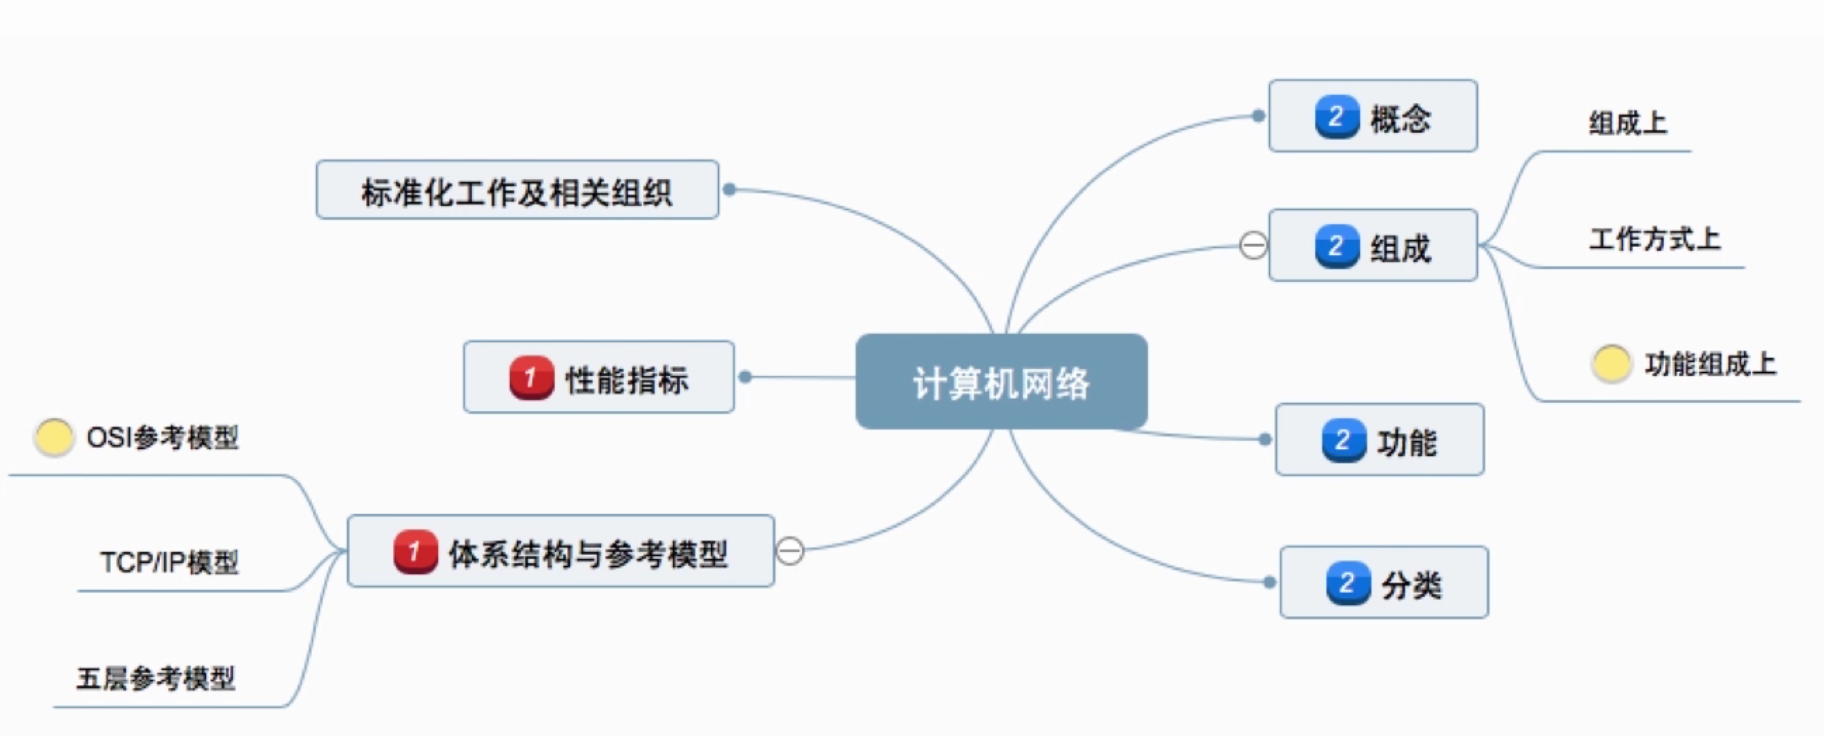 2 概念
组成上
标准化工作及相关组织
2 组成
工作方式上
功能组成上
1 性能指标
计算机网络
2 功能
OSI参考模型
1 体系结构与参考模型
TCP/IP模型
2 分类
五层参考模型